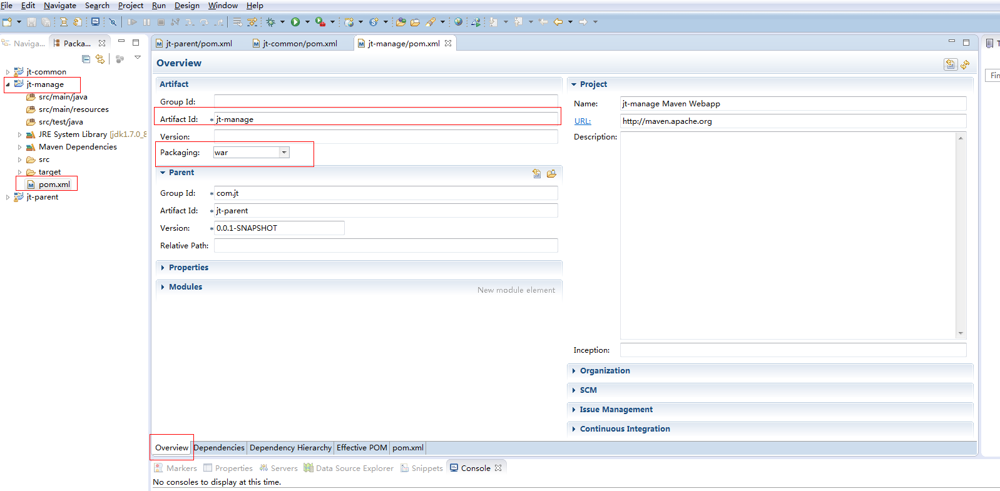 File Edit Navigate Search Project Run Design Window Help
Naviga... Packa...
jt-parent/pom.xml jt-common/pom.xml jt-manage/pom.xml
jt-common
jt-manage
src/main/java
src/main/resources
src/test/java
JRE System Library [jdk1.7.0_8
Maven Dependencies
src
target
pom.xml
jt-parent
Overview
Artifact
Group Id:
Artifact Id: * jt-manage
Version:
Packaging: war
Parent
Group Id: * com.jt
Artifact Id: * jt-parent
Version: * 0.0.1-SNAPSHOT
Relative Path:
Properties
Modules
New module element
Project
Name: jt-manage Maven Webapp
URL: http://maven.apache.org
Description:
Inception:
Organization
SCM
Issue Management
Continuous Integration
T
Fin
Overview Dependencies Dependency Hierarchy Effective POM pom.xml
Markers Properties Servers Data Source Explorer Snippets Console
No consoles to display at this time.